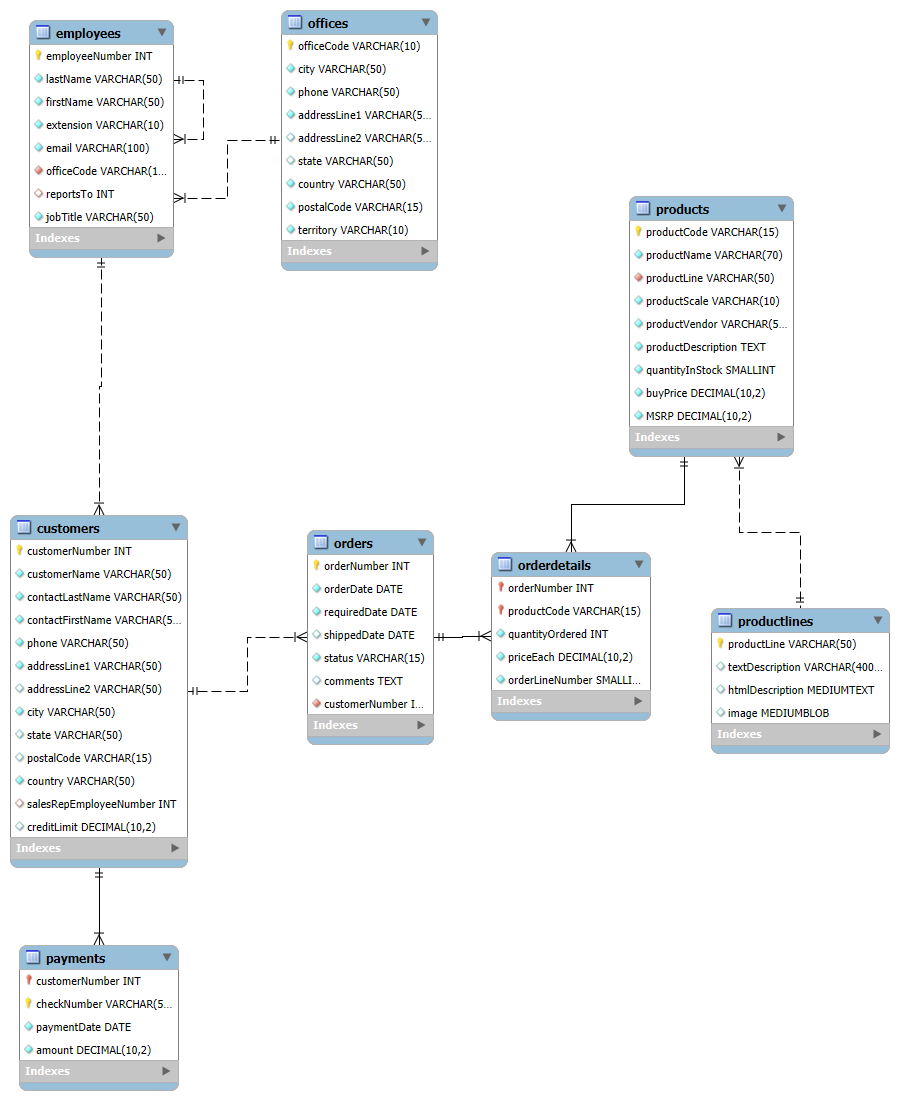 employees
employeeNumber INT
lastName VARCHAR(50)
firstName VARCHAR(50)
extension VARCHAR(10)
email VARCHAR(100)
officeCode VARCHAR(1...
reportsTo INT
jobTitle VARCHAR(50)
Indexes
offices
officeCode VARCHAR(10)
city VARCHAR(50)
phone VARCHAR(50)
addressLine1 VARCHAR(5...
addressLine2 VARCHAR(5...
state VARCHAR(50)
country VARCHAR(50)
postalCode VARCHAR(15)
territory VARCHAR(10)
Indexes
products
productCode VARCHAR(15)
productName VARCHAR(70)
productLine VARCHAR(50)
productScale VARCHAR(10)
productVendor VARCHAR(5...
productDescription TEXT
quantityInStock SMALLINT
buyPrice DECIMAL(10,2)
MSRP DECIMAL(10,2)
Indexes
customers
customerNumber INT
customerName VARCHAR(50)
contactLastName VARCHAR(50)
contactFirstName VARCHAR(5...
phone VARCHAR(50)
addressLine1 VARCHAR(50)
addressLine2 VARCHAR(50)
city VARCHAR(50)
state VARCHAR(50)
postalCode VARCHAR(15)
country VARCHAR(50)
salesRepEmployeeNumber INT
creditLimit DECIMAL(10,2)
Indexes
orders
orderNumber INT
orderDate DATE
requiredDate DATE
shippedDate DATE
status VARCHAR(15)
comments TEXT
customerNumber I...
Indexes
orderdetails
orderNumber INT
productCode VARCHAR(15)
quantityOrdered INT
priceEach DECIMAL(10,2)
orderLineNumber SMALLI...
Indexes
productlines
productLine VARCHAR(50)
textDescription VARCHAR(400...
htmlDescription MEDIUMTEXT
image MEDIUMBLOB
Indexes
payments
customerNumber INT
checkNumber VARCHAR(5...
paymentDate DATE
amount DECIMAL(10,2)
Indexes